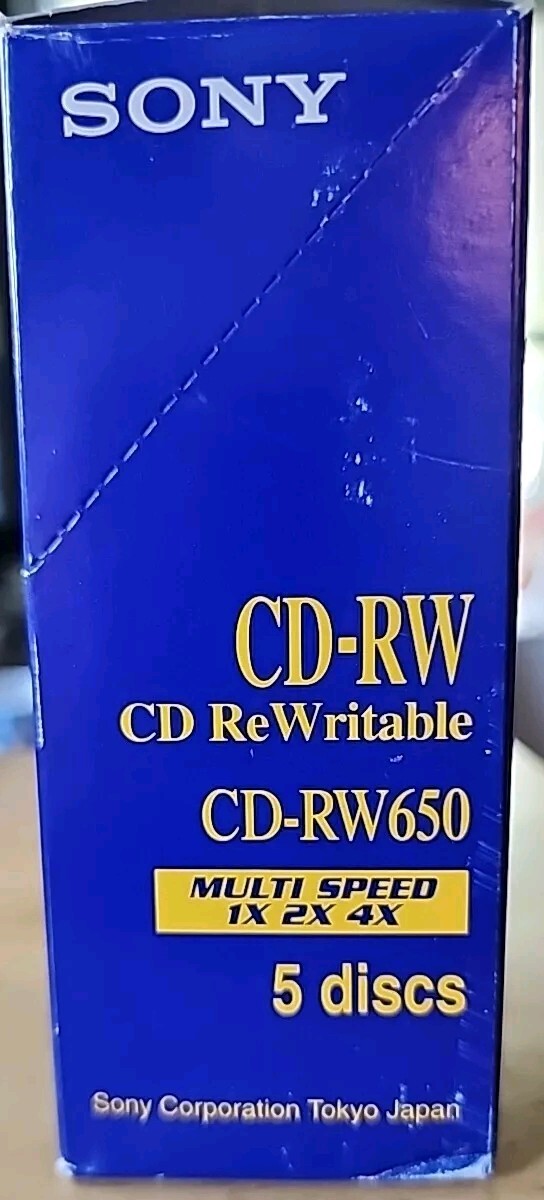 SONY
CD-RW
CD ReWritable
CD-RW650
MULTI SPEED
1X 2X 4X
5 discs
Sony Corporation Tokyo Japan